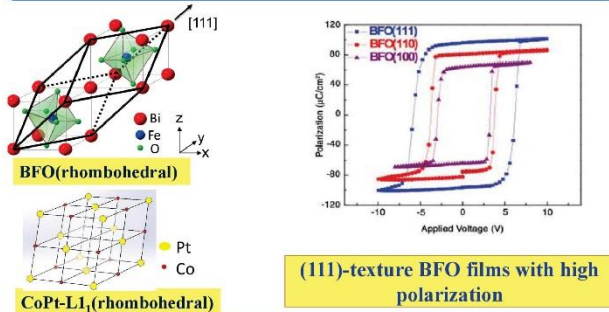 [111]
Bi
Fe
O
z
y
x
BFO(rhombohedral)
Pt
Co
CoPt-L1₁(rhombohedral)
BFO(111)
BFO(110)
BFO(100)
Polarization (μC/cm²)
120
100
80
60
40
20
0
-20
-40
-60
-80
-100
-120
-10
-5
0
5
10
Applied Voltage (V)
(111)-texture BFO films with high
polarization